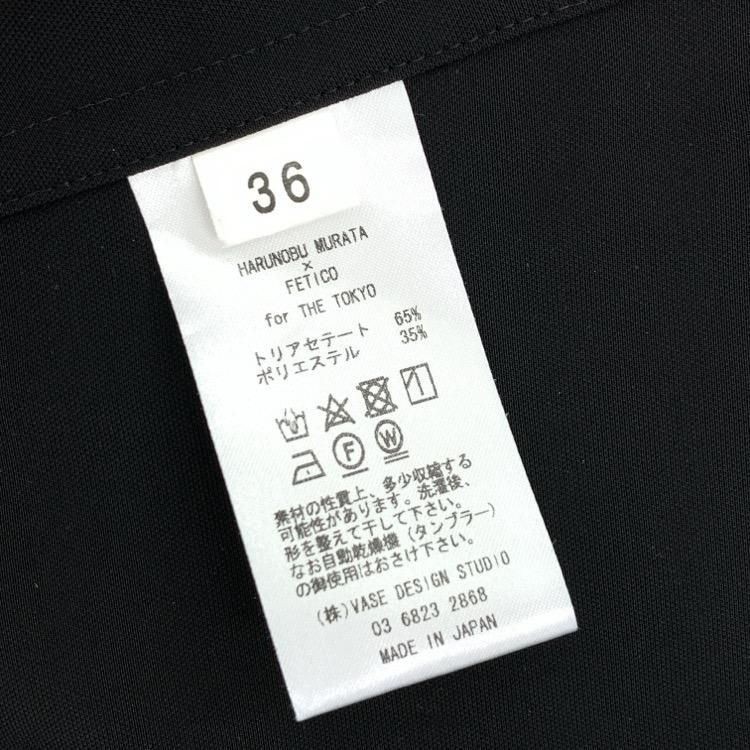 36
HARUNOBU MURATA
×
FETICO
for THE TOKYO
トリアセテート 65%
ポリエステル 35%
F W
素材の性質上、多少収縮する
可能性があります。洗濯後、
形を整えて干して下さい。
なお自動乾燥機(タンブラー)
の御使用はおさけ下さい。
(株)VASE DESIGN STUDIO
03 6823 2868
MADE IN JAPAN